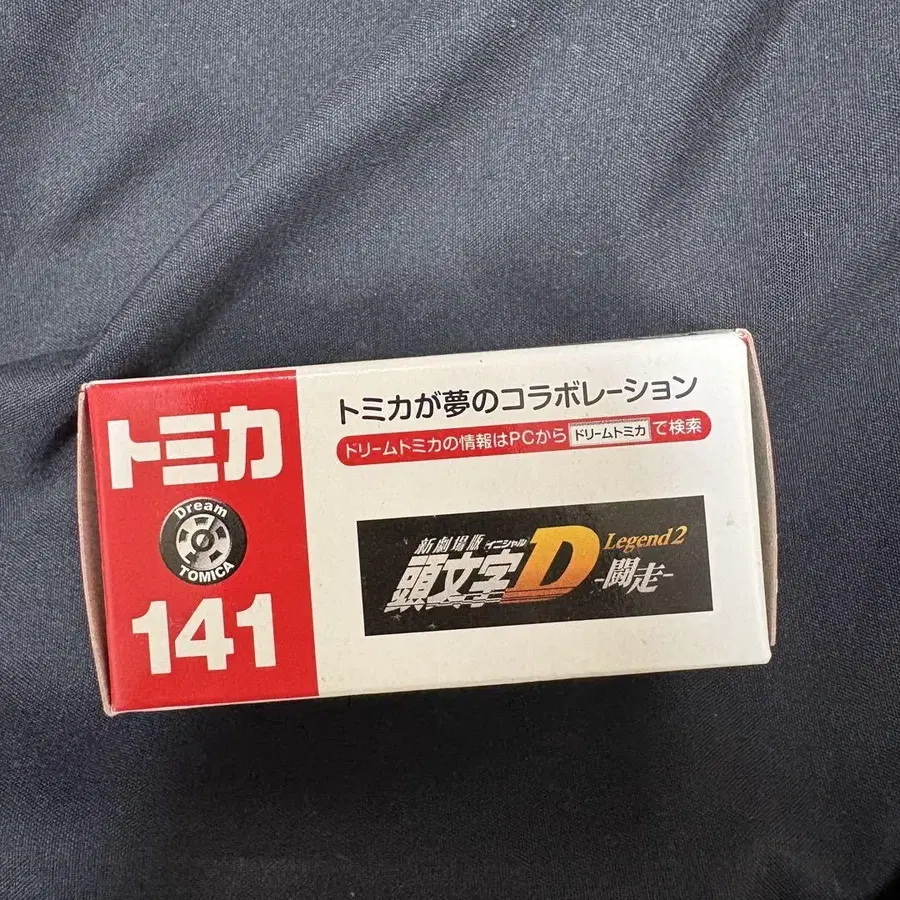 トミカ
Dream
TOMICA
141
トミカが夢のコラボレーション
ドリームトミカの情報はPCから ドリームトミカ で検索
新劇場版 イニシャル
頭文字D Legend2
-闘走-